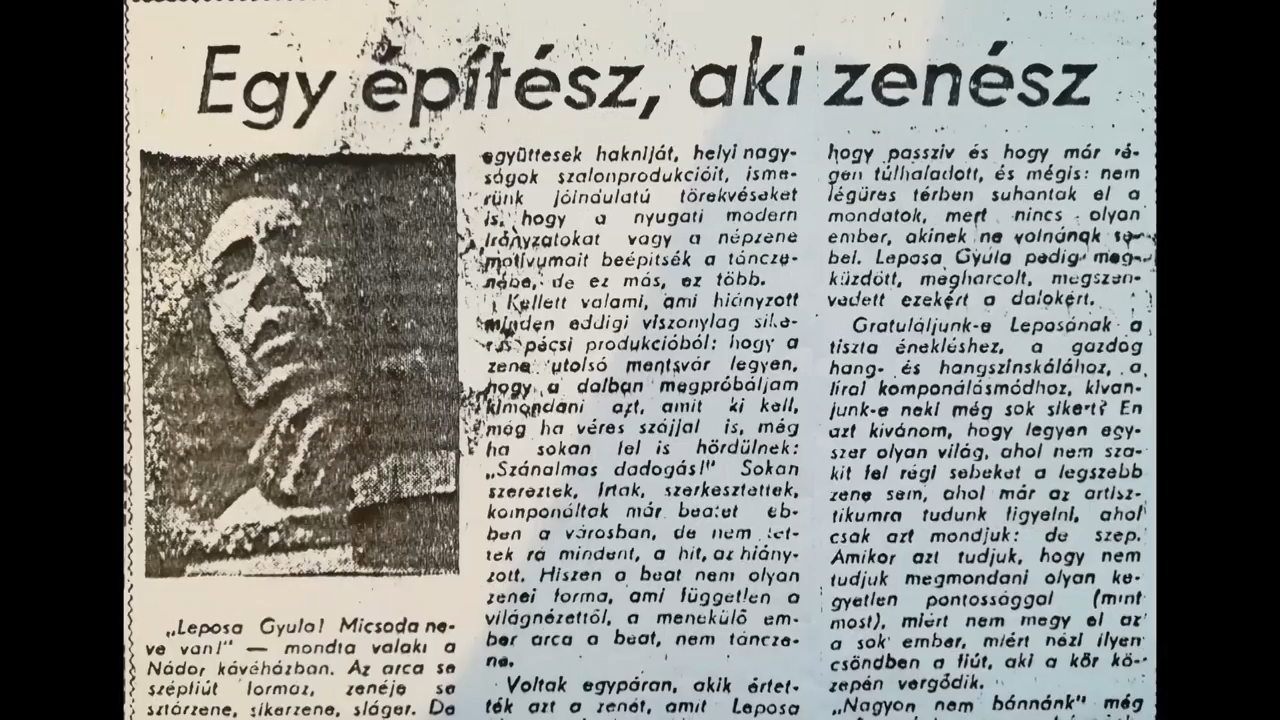 Egy építész, aki zenész
„Leposa Gyula! Micsoda ne-
ve van!" — mondta valaki a
Nádor kávéházban. Az arca se
szépfiút formaz, zenéje se
sztárzene, sikerzene, sláger. De
együttesek hakniját, helyi nagy-
ságok szalonprodukcióit, isme-
rünk jóindulatú törekvéseket
is, hogy a nyugati modern
irányzatokat vagy a népzene
motívumait beépítsék a táncze-
nébe, de ez más, ez több.
Kellett valami, ami hiányzott
minden eddigi viszonylag sike-
res pécsi produkcióból: hogy a
zene utolsó mentsvár legyen,
hogy a dalban megpróbáljam
kimondani azt, amit ki kell,
még ha véres szájjal is, még
ha sokan fel is hördülnek:
„Szánalmas dadogás!" Sokan
szereztek, írtak, szerkesztettek,
komponáltak már beatet eb-
ben a városban, de nem tet-
tek rá mindent, a hit, az hiány-
zott. Hiszen a beat nem olyan
zenei forma, ami független a
világnézettől, a menekülő em-
ber arca a beat, nem táncze-
ne.
Voltak egypáran, akik értet-
ték azt a zenét, amit Leposa
hogy passzív és hogy már ré-
gen túlhaladott, és mégis: nem
légüres térben suhantak el a
mondatok, mert nincs olyan
ember, akinek ne volnának se-
bei. Leposa Gyula pedig meg-
küzdött, megharcolt, megszen-
vedett ezekért a dalokért.
Gratuláljunk-e Leposának a
tiszta énekléshez, a gazdag
hang- és hangszínskálához, a
lírai komponálásmódhoz, kíván-
junk-e neki még sok sikert? Én
azt kívánom, hogy legyen egy-
szer olyan világ, ahol nem sza-
kít fel régi sebeket a legszebb
zene sem, ahol már az artisz-
tikumra tudunk figyelni, ahol
csak azt mondjuk: de szép.
Amikor azt tudjuk, hogy nem
tudjuk megmondani olyan ke-
gyetlen pontossággal (mint
most), miért nem megy el az
a sok ember, miért nézi ilyen
csöndben a fiút, aki a kör kö-
zepén vergődik.
„Nagyon nem bánnánk" még